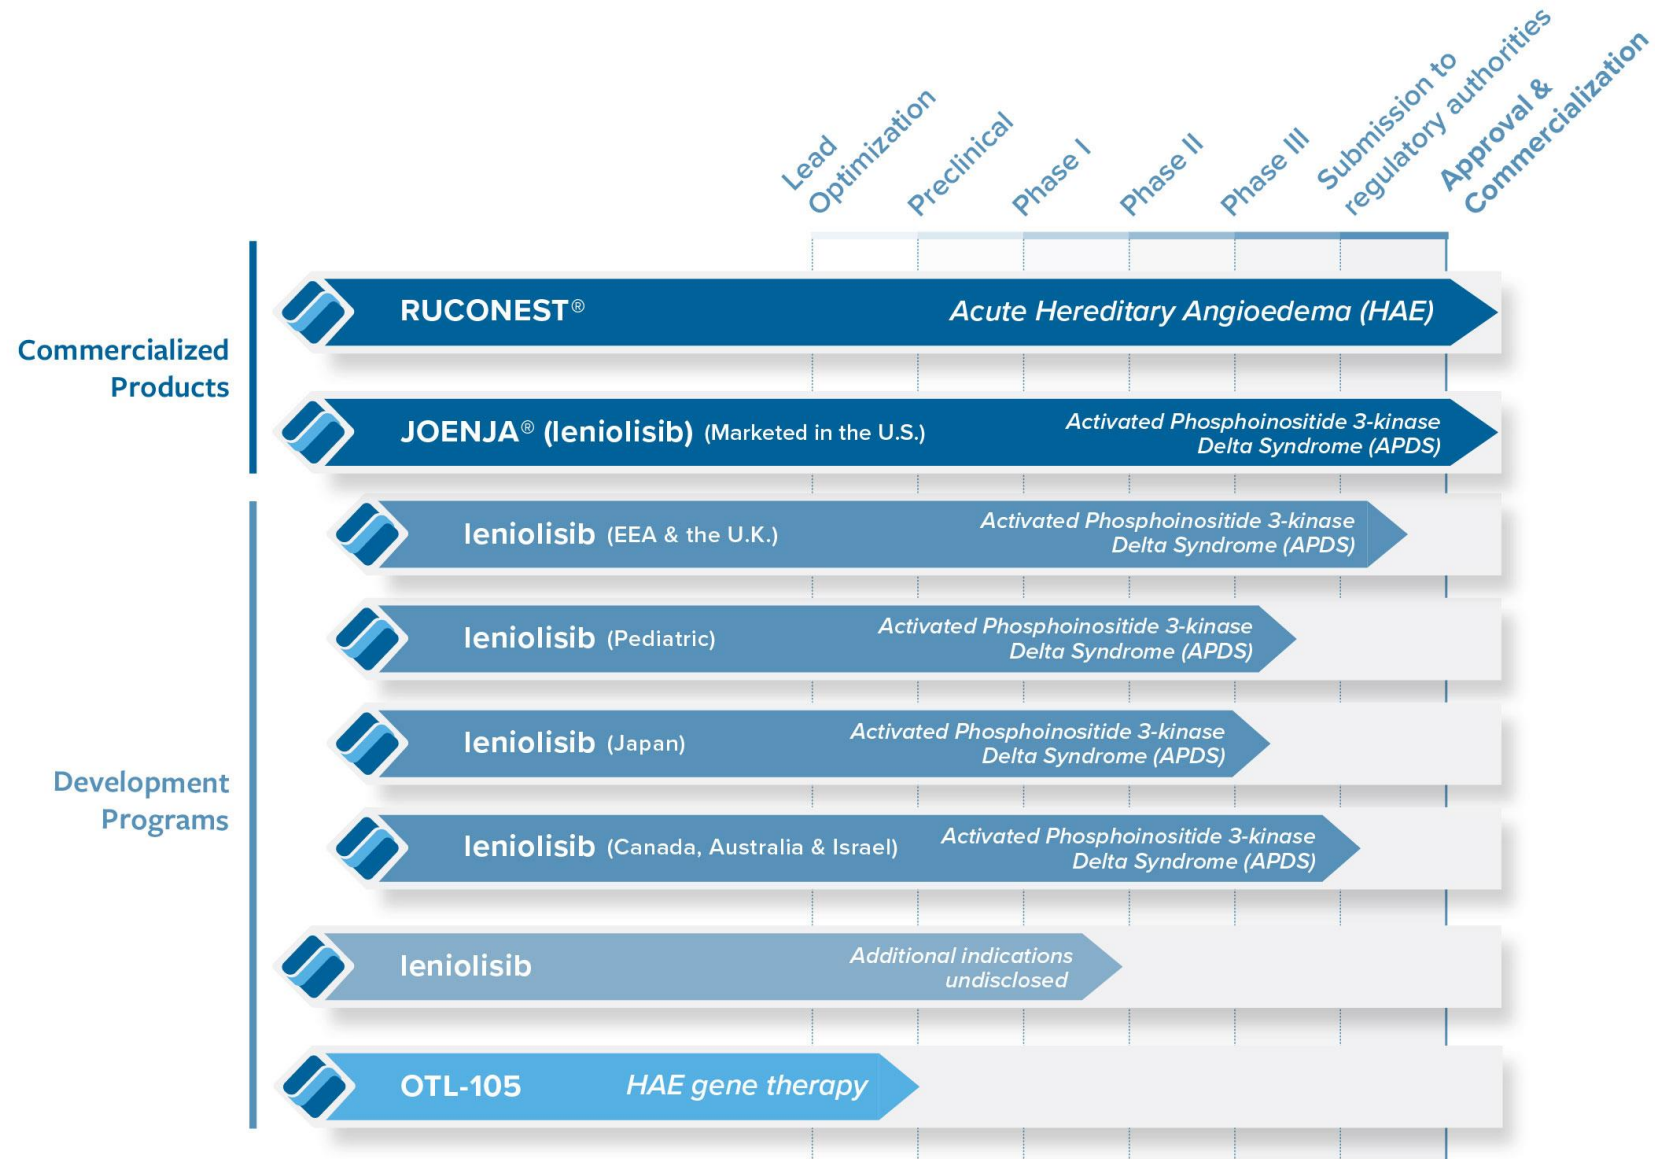 Lead
Optimization
Preclinical
Phase I
Phase II
Phase III
Submission to
regulatory authorities
Approval &
Commercialization
Commercialized
Products
RUCONEST®
Acute Hereditary Angioedema (HAE)
JOENJA® (leniolisib) (Marketed in the U.S.)
Activated Phosphoinositide 3-kinase
Delta Syndrome (APDS)
Development
Programs
leniolisib (EEA & the U.K.)
Activated Phosphoinositide 3-kinase
Delta Syndrome (APDS)
leniolisib (Pediatric)
Activated Phosphoinositide 3-kinase
Delta Syndrome (APDS)
leniolisib (Japan)
Activated Phosphoinositide 3-kinase
Delta Syndrome (APDS)
leniolisib (Canada, Australia & Israel)
Activated Phosphoinositide 3-kinase
Delta Syndrome (APDS)
leniolisib
Additional indications
undisclosed
OTL-105
HAE gene therapy